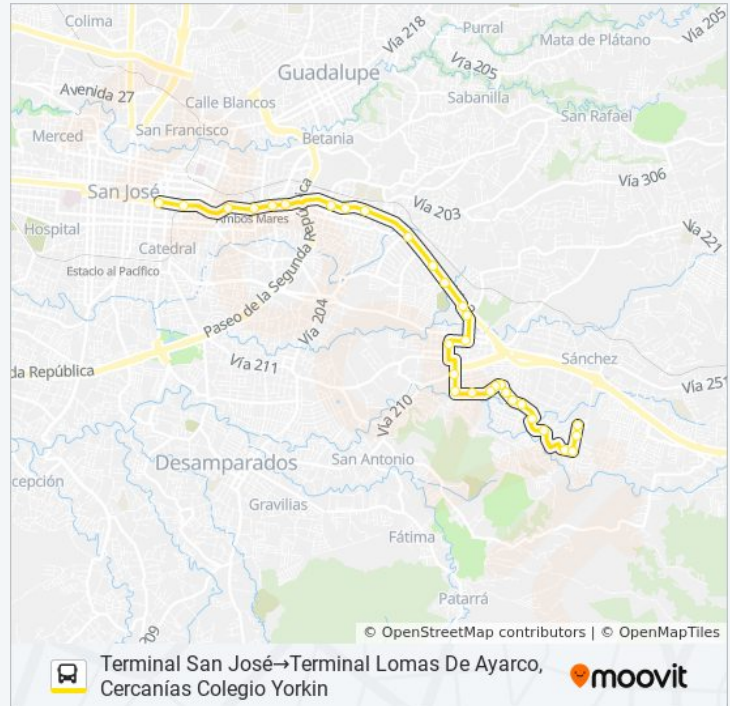 Colima
Vía 218
Purral
Vía 205
Mata de Plátano
Guadalupe
Vía 205
Avenida 27
Calle Blancos
Sabanilla
Merced
San Francisco
San Rafael
Betania
San José
Vía 306
Ambos Mares
Vía 203
Hospital
Catedral
Vía 221
Estacio al Pacífico
Paseo de la Segunda República
Vía 204
Sánchez
da República
Vía 211
Vía 251
Vía 210
Desamparados
San Antonio
cepción
Gravilias
Fátima
Patarrá
209
© OpenStreetMap contributors | © OpenMapTiles
Terminal San José→Terminal Lomas De Ayarco,
Cercanías Colegio Yorkin
moovit